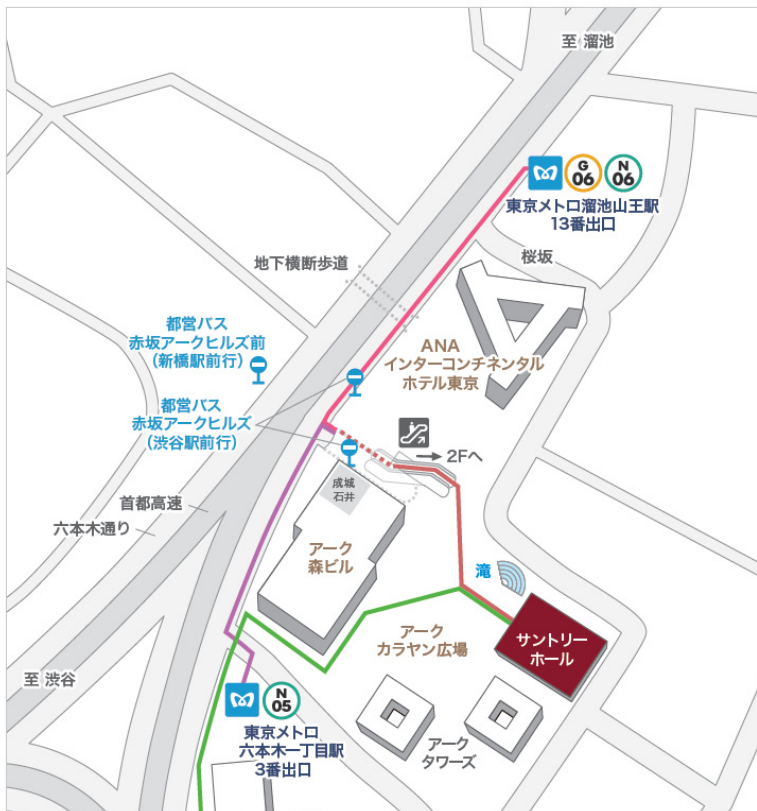 至 溜池
G
06
N
06
東京メトロ溜池山王駅
13番出口
桜坂
地下横断歩道
都営バス
赤坂アークヒルズ前
(新橋駅前行)
ANA
インターコンチネンタル
ホテル東京
都営バス
赤坂アークヒルズ
(渋谷駅前行)
→ 2Fへ
成城
石井
首都高速
六本木通り
アーク
森ビル
滝
サントリー
ホール
アーク
カラヤン広場
至 渋谷
N
05
東京メトロ
六本木一丁目駅
3番出口
アーク
タワーズ